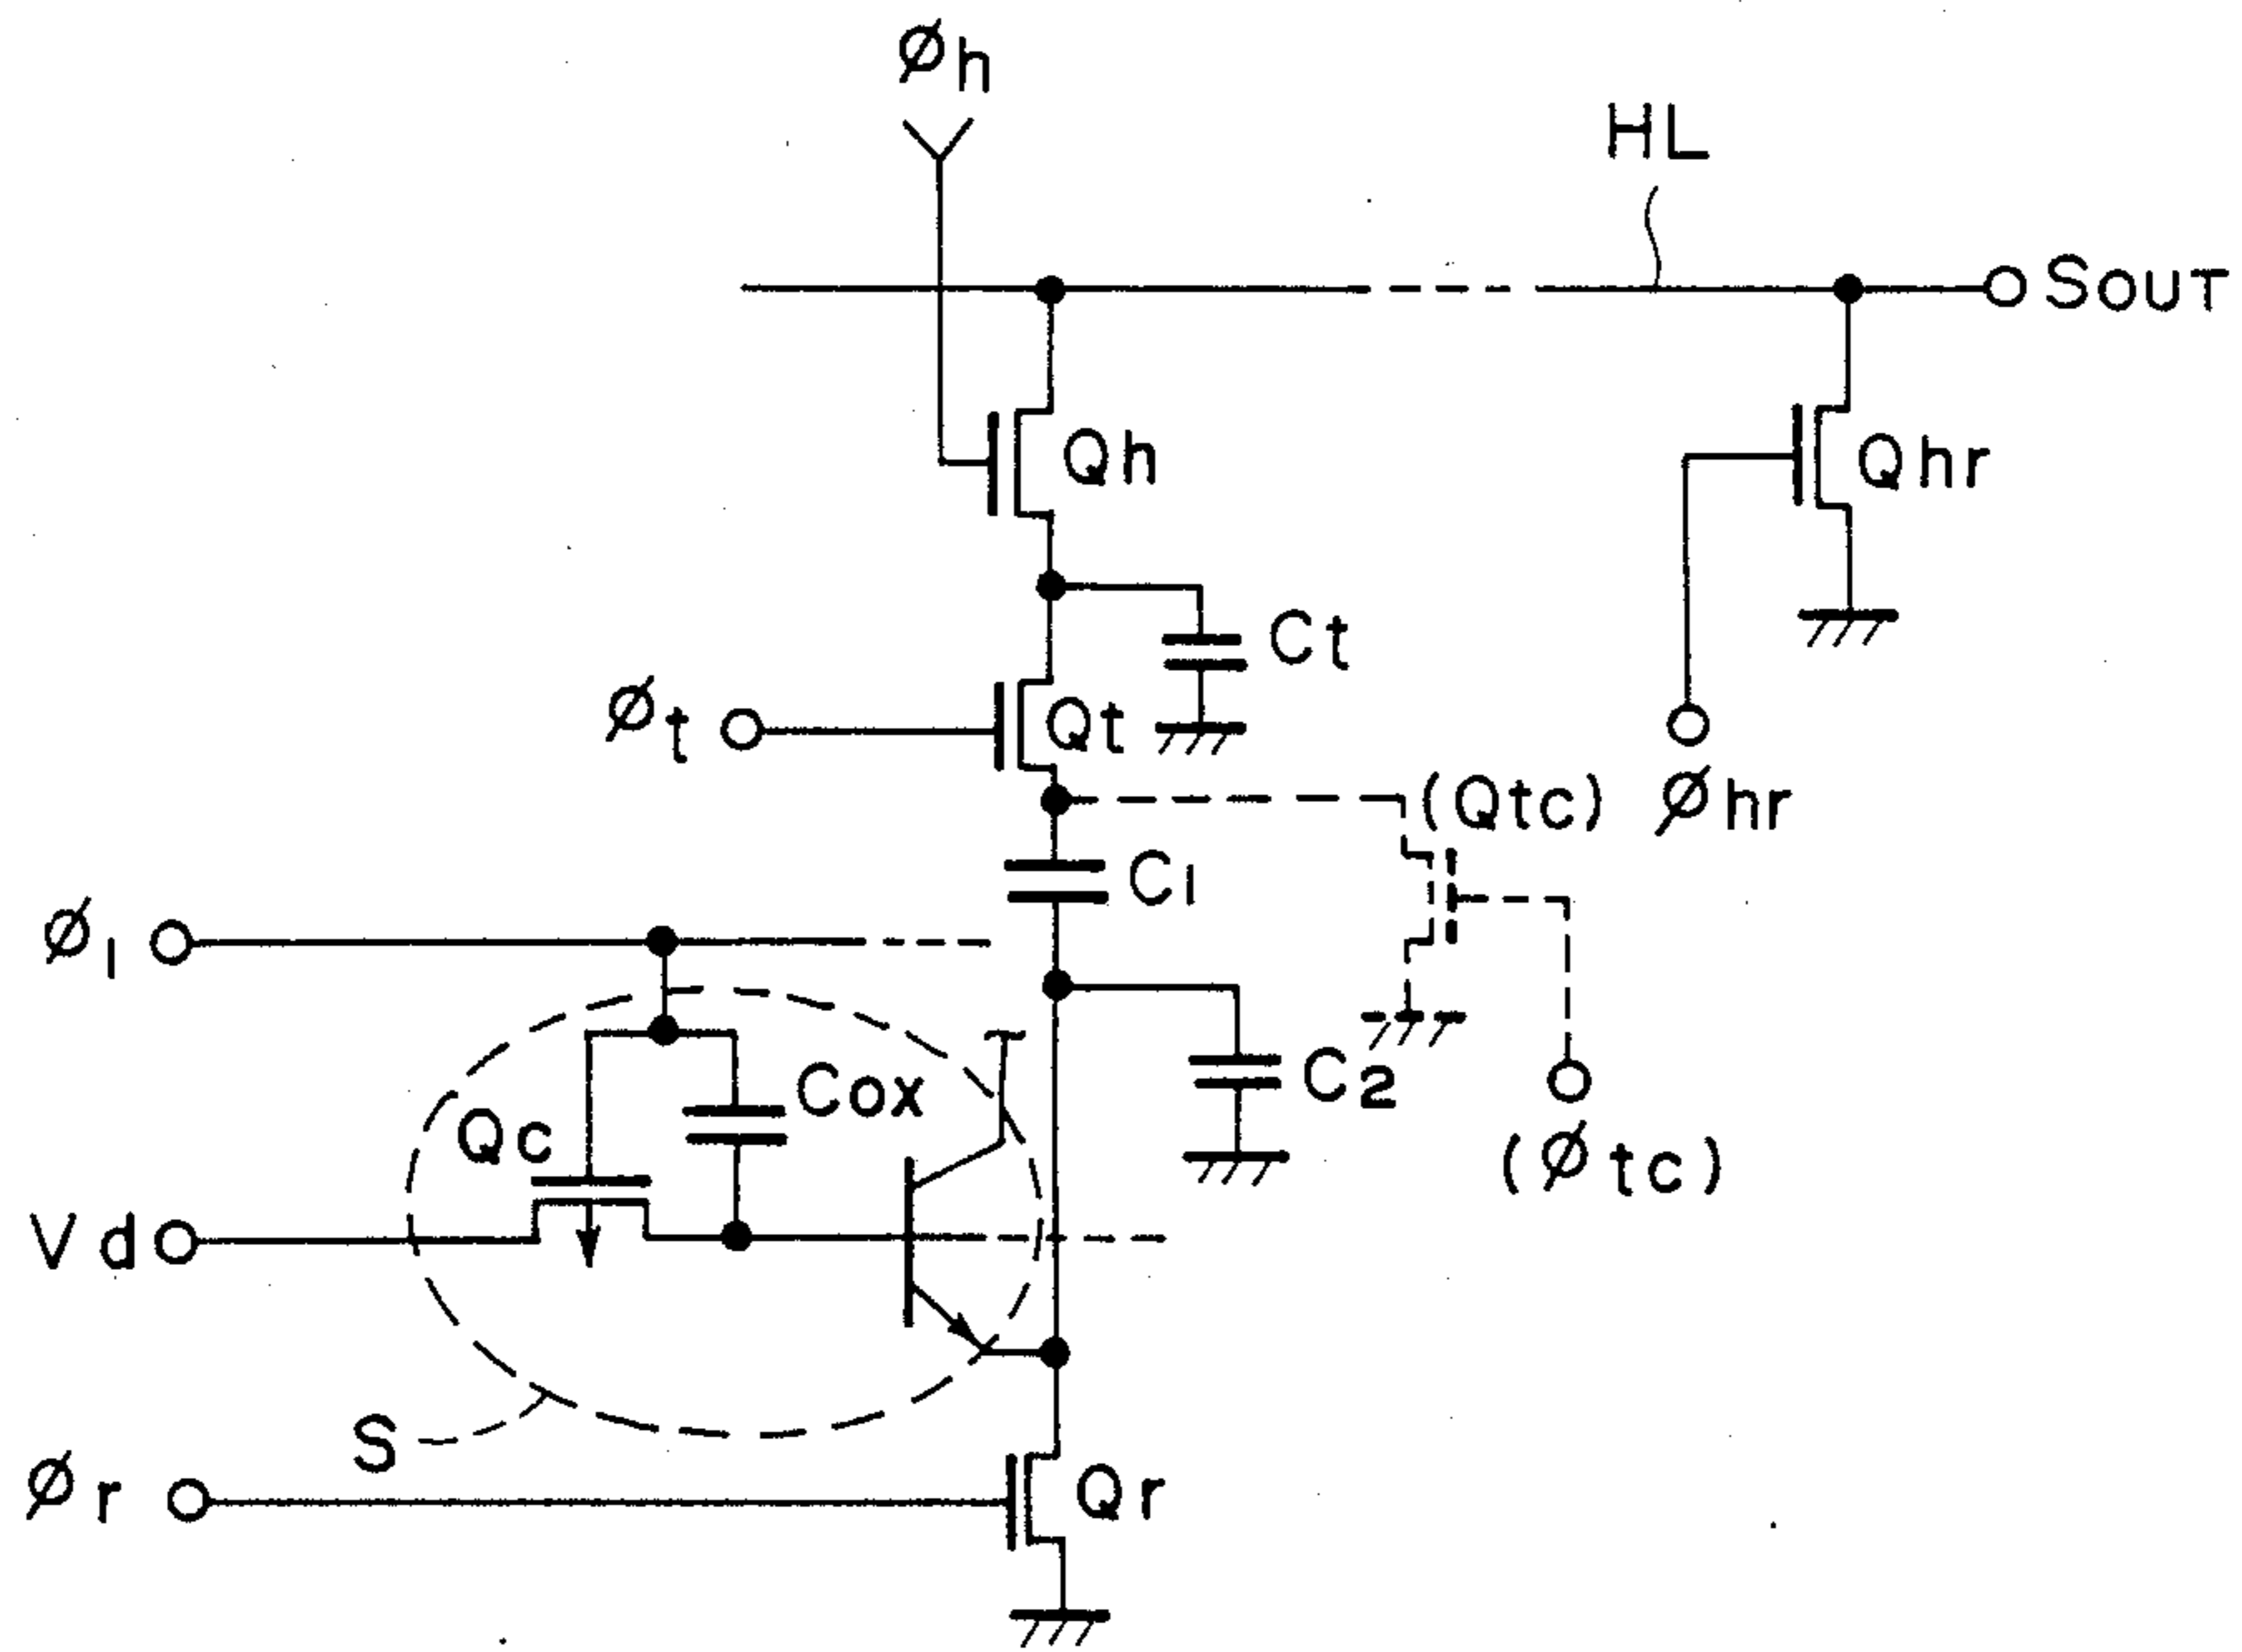 øh
HL
SOUT
Qh
Qhr
Ct
øt
Qt
(Qtc)
øhr
C1
ø1
C2
Cox
Qc
(øtc)
Vd
S
Qr
ør